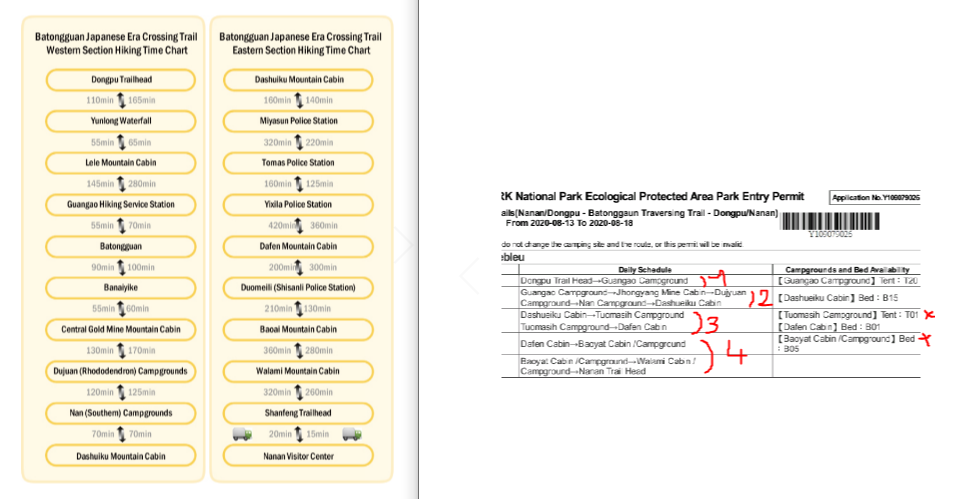 Batongguan Japanese Era Crossing Trail
Western Section Hiking Time Chart
Dongpu Trailhead
110min 165min
Yunlong Waterfall
55min 65min
Lele Mountain Cabin
145min 280min
Guangao Hiking Service Station
55min 70min
Batongguan
90min 100min
Banaiyike
55min 60min
Central Gold Mine Mountain Cabin
130min 170min
Dujuan (Rhododendron) Campgrounds
120min 125min
Nan (Southern) Campgrounds
70min 70min
Dashuiku Mountain Cabin
Batongguan Japanese Era Crossing Trail
Eastern Section Hiking Time Chart
Dashuiku Mountain Cabin
160min 140min
Miyasun Police Station
320min 220min
Tomas Police Station
160min 125min
Yixila Police Station
420min 360min
Dafen Mountain Cabin
200min 300min
Duomeili (Shisanli Police Station)
210min 130min
Baoai Mountain Cabin
360min 280min
Walami Mountain Cabin
320min 260min
Shanfeng Trailhead
20min 15min
Nanan Visitor Center
RK National Park Ecological Protected Area Park Entry Permit
Application No.Y109079025
ails(Nanan/Dongpu - Batonggaun Traversing Trail - Dongpu/Nanan)
From 2020-08-13 To 2020-08-18
Y109079025
do not change the camping site and the route, or this permit will be invalid
bleu
Daily Schedule Campgrounds and Bed Availability
Dongpu Trail Head→Guangao Campground 1 【Guangao Campground】Tent：T20
Guangao Campground→Jhongyang Mine Cabin→Dujyuan
Campground→Nan Campground→Dashueiku Cabin 2 【Dashueiku Cabin】Bed：B15
Dashueiku Cabin→Tuomasih Campground 【Tuomasih Campground】Tent：T01 x
Tuomasih Campground→Dafen Cabin 3 【Dafen Cabin】Bed：B01
Dafen Cabin→Baoyat Cabin /Campground 4 【Baoyat Cabin /Campground】Bed x
：B05
Baoyat Cabin /Campground→Walami Cabin /
Campground→Nanan Trail Head